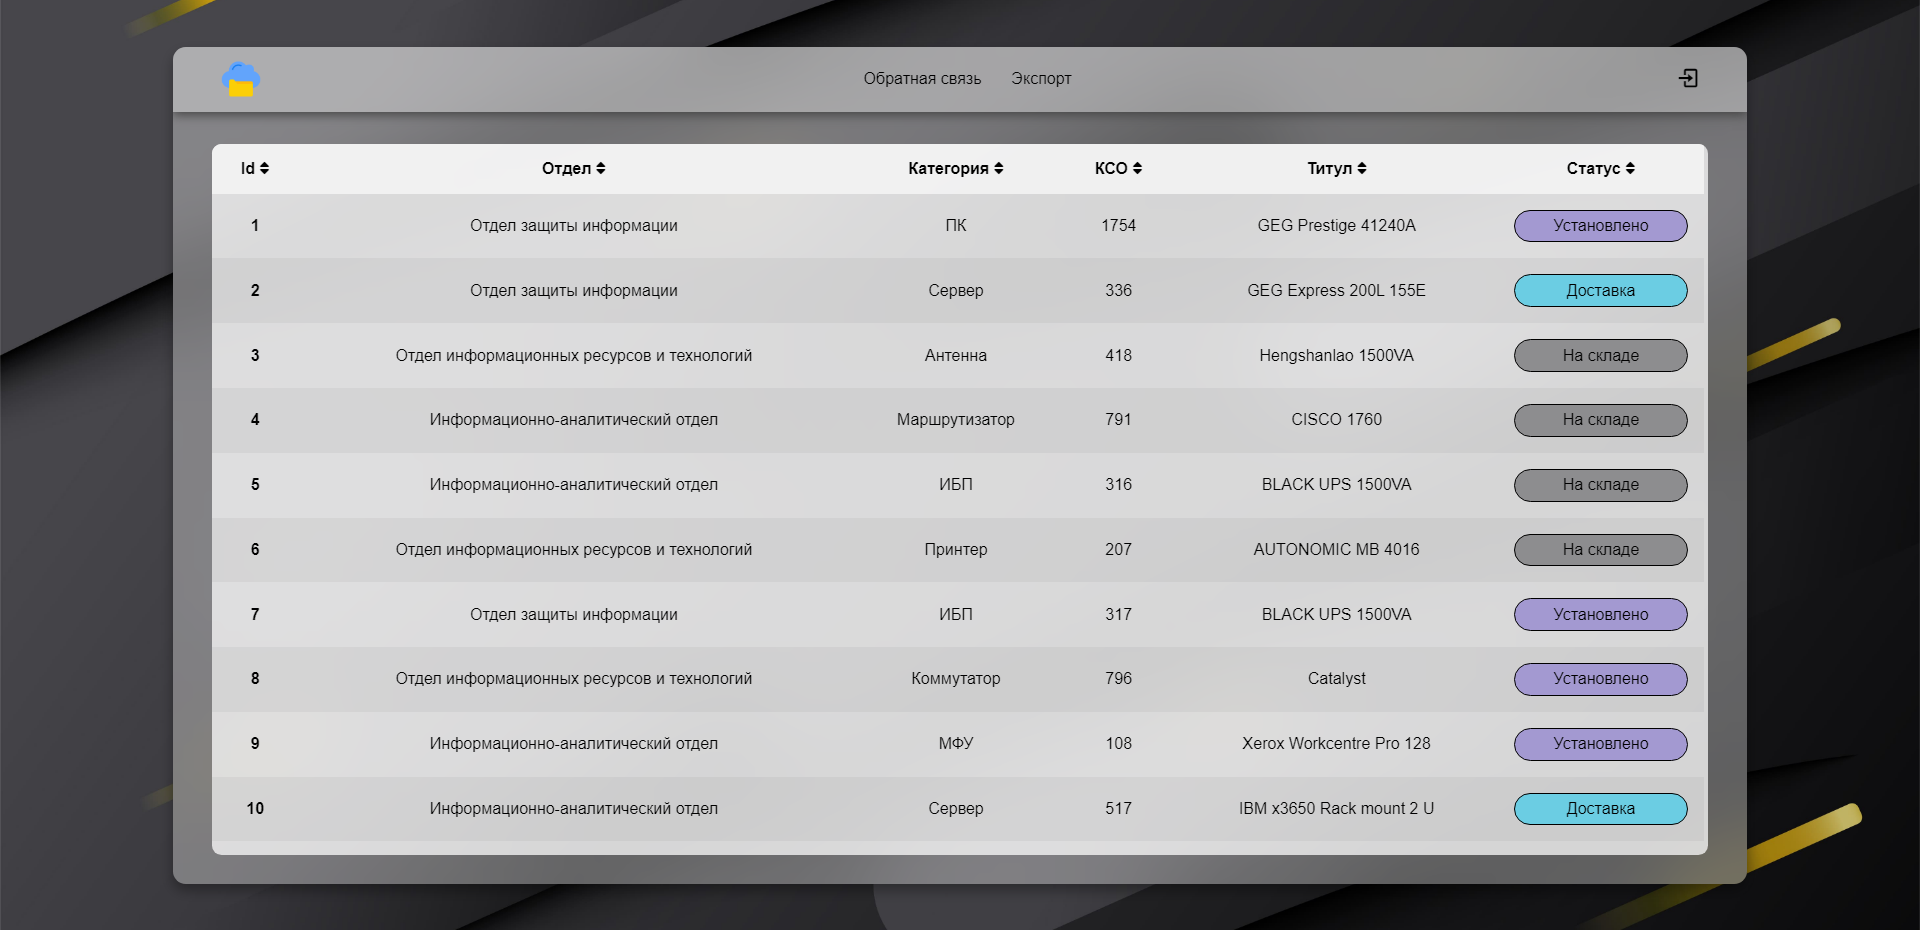 Обратная связь Экспорт
Id Отдел Категория КСО Титул Статус
1 Отдел защиты информации ПК 1754 GEG Prestige 41240A Установлено
2 Отдел защиты информации Сервер 336 GEG Express 200L 155E Доставка
3 Отдел информационных ресурсов и технологий Антенна 418 Hengshanlao 1500VA На складе
4 Информационно-аналитический отдел Маршрутизатор 791 CISCO 1760 На складе
5 Информационно-аналитический отдел ИБП 316 BLACK UPS 1500VA На складе
6 Отдел информационных ресурсов и технологий Принтер 207 AUTONOMIC MB 4016 На складе
7 Отдел защиты информации ИБП 317 BLACK UPS 1500VA Установлено
8 Отдел информационных ресурсов и технологий Коммутатор 796 Catalyst Установлено
9 Информационно-аналитический отдел МФУ 108 Xerox Workcentre Pro 128 Установлено
10 Информационно-аналитический отдел Сервер 517 IBM x3650 Rack mount 2 U Доставка